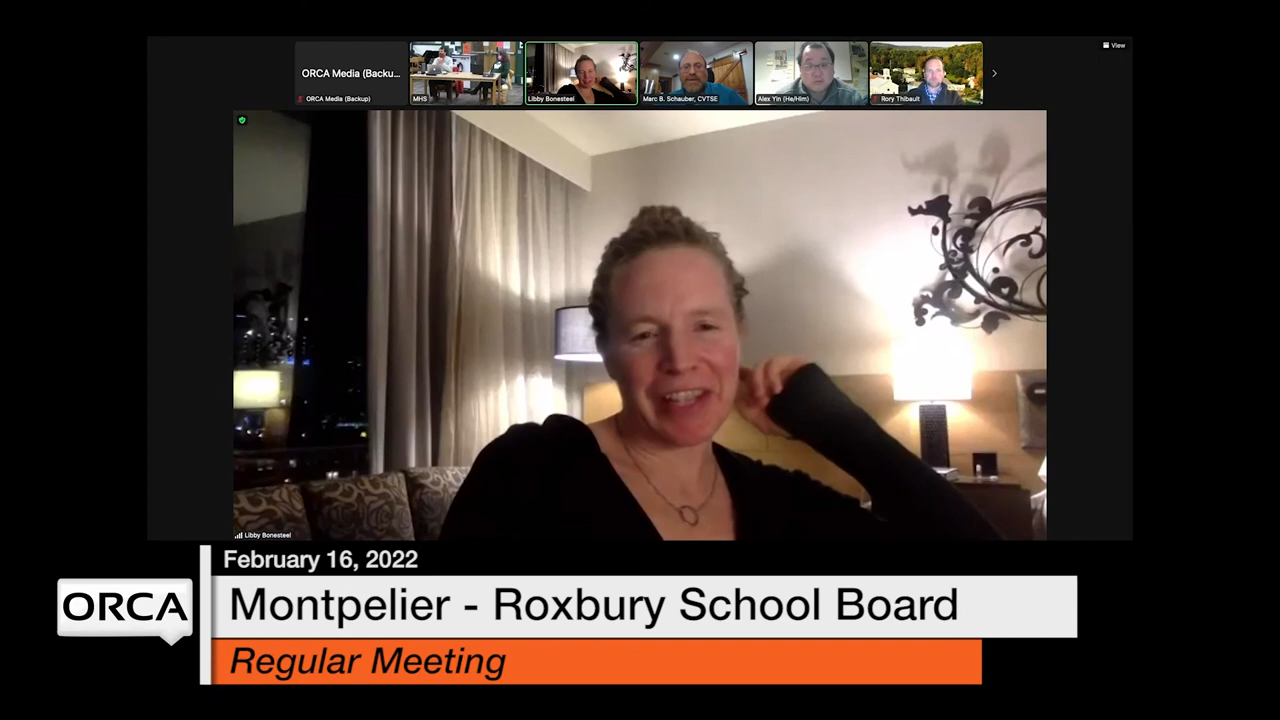 View
ORCA Media (Backu...
ORCA Media (Backup)
MHS
Libby Bonesteel
Marc B. Schauber, CVTSE
Alex Yin (He/Him)
Rory Thibault
Libby Bonesteel
February 16, 2022
ORCA
Montpelier - Roxbury School Board
Regular Meeting